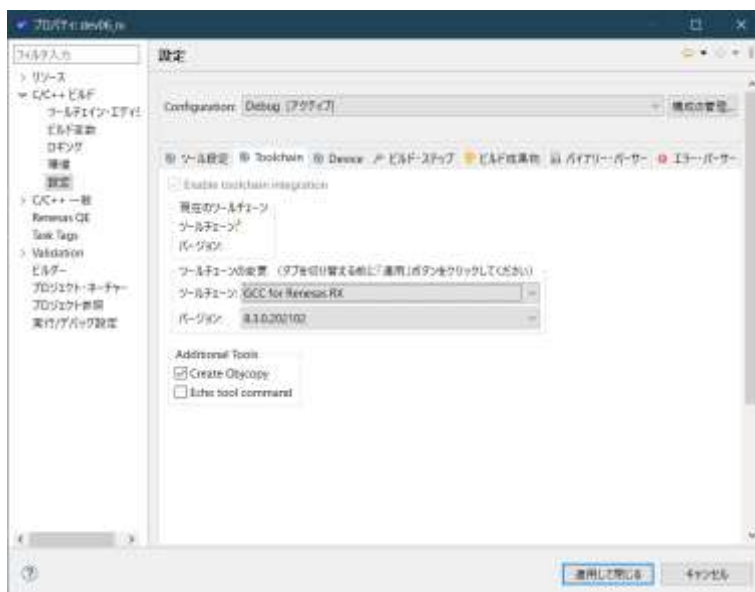 プロパティ: dev06_rx
フィルタ入力
設定
> リソース
C/C++ ビルド
ツールチェイン・エディ
ビルド変数
ロギング
環境
設定
> C/C++ 一般
Renesas QE
Task Tags
> Validation
ビルダー
プロジェクト・ネーチャー
プロジェクト参照
実行/デバッグ設定
Configuration: Debug [アクティブ]
構成の管理...
ツール設定 Toolchain Device ビルド・ステップ ビルド成果物 バイナリー・パーサー エラー・パーサー
Enable toolchain integration
現在のツールチェーン
ツールチェーン:
バージョン:
ツールチェーンの変更 (タブを切り替える前に「適用」ボタンをクリックしてください)
ツールチェーン: GCC for Renesas RX
バージョン: 8.3.0.202102
Additional Tools
Create Objcopy
Echo tool command
適用して閉じる
キャンセル